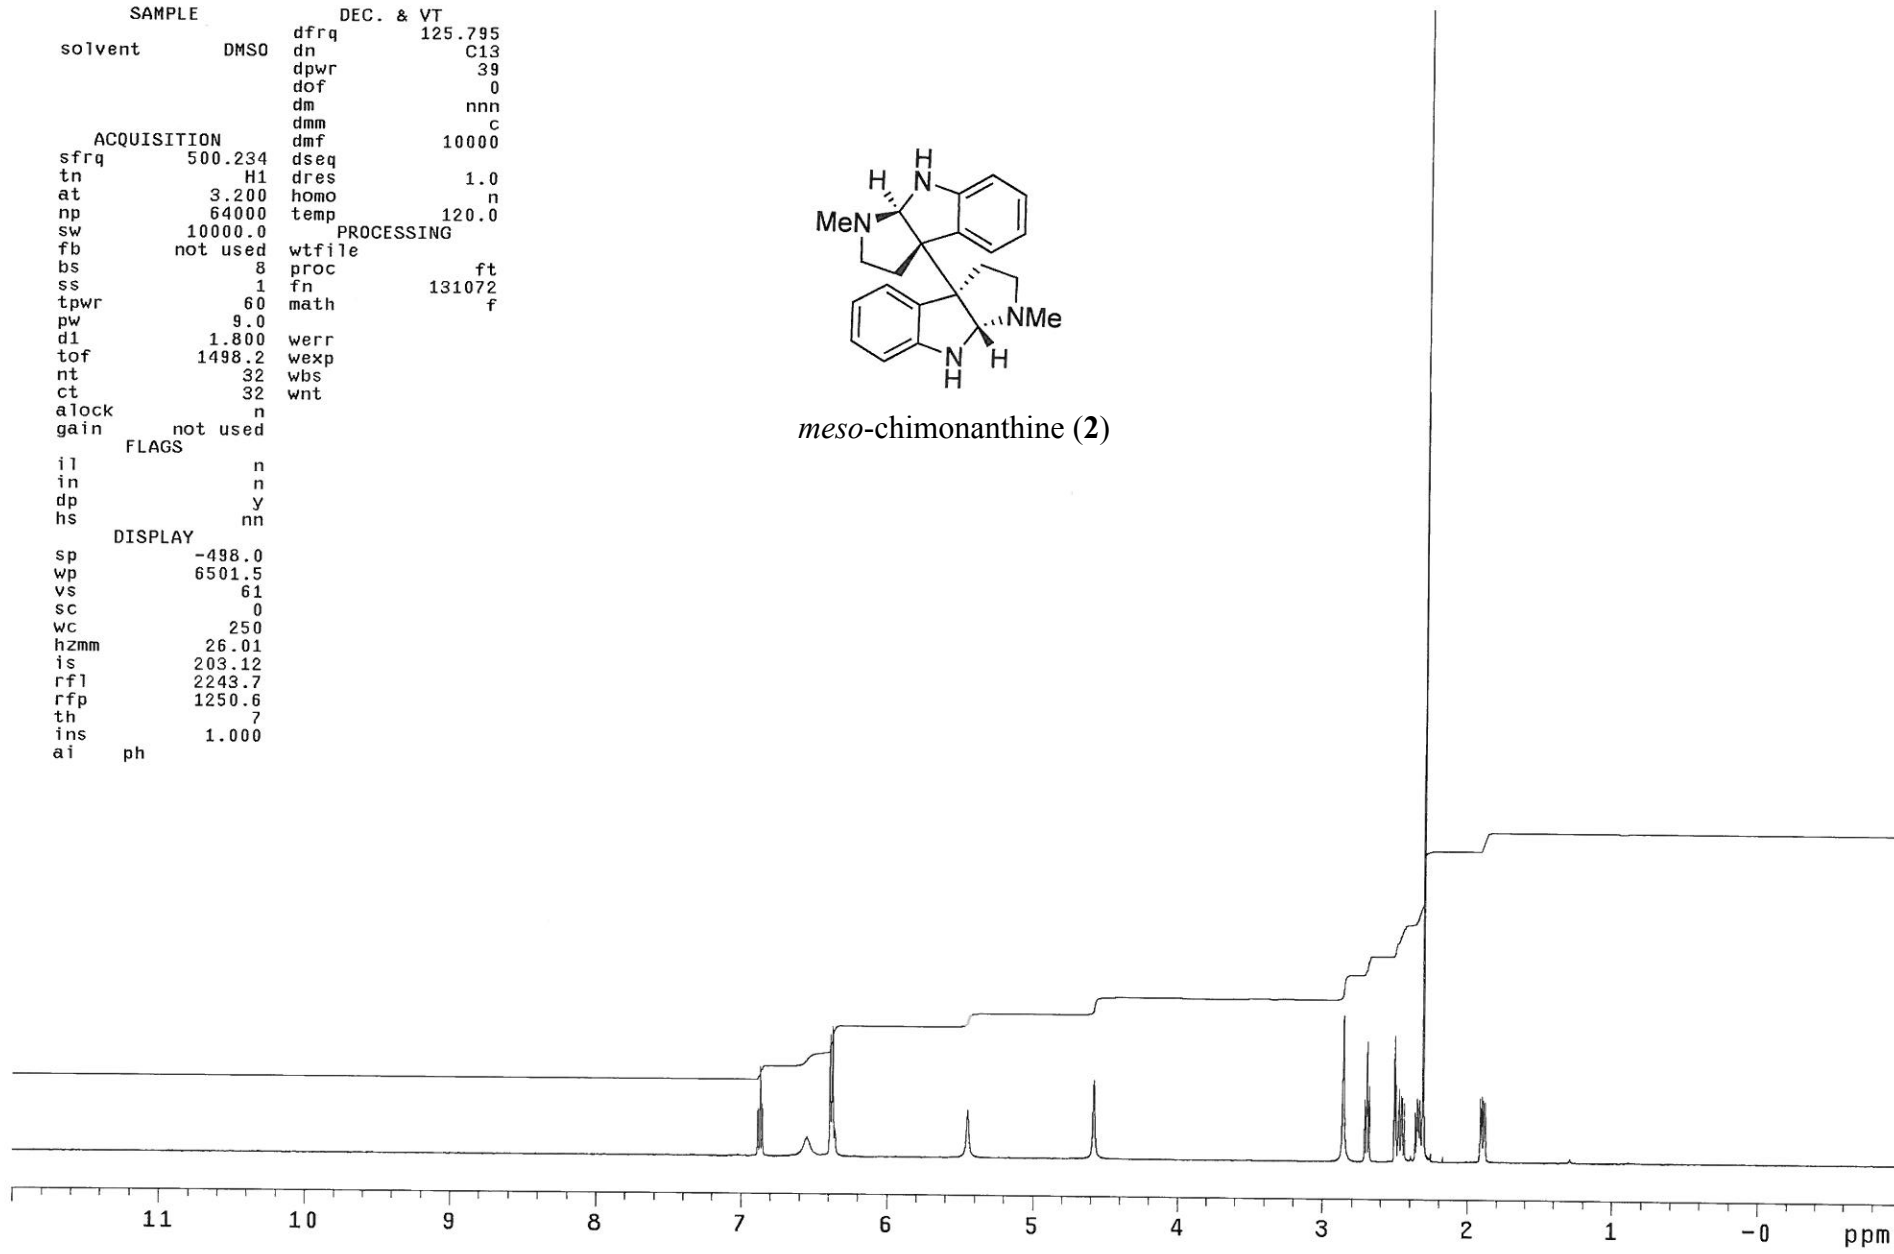 SAMPLE
solvent DMSO
ACQUISITION
sfrq 500.234
tn H1
at 3.200
np 64000
sw 10000.0
fb not used
bs 8
ss 1
tpwr 60
pw 9.0
d1 1.800
tof 1498.2
nt 32
ct 32
alock n
gain not used
FLAGS
il n
in n
dp y
hs nn
DISPLAY
sp -498.0
wp 6501.5
vs 61
sc 0
wc 250
hzmm 26.01
is 203.12
rfl 2243.7
rfp 1250.6
th 7
ins 1.000
ai ph
DEC. & VT
dfrq 125.795
dn C13
dpwr 39
dof 0
dm nnn
dmm c
dmf 10000
dseq
dres 1.0
homo n
temp 120.0
PROCESSING
wtfile
proc ft
fn 131072
math f
werr
wexp
wbs
wnt
H
H N
MeN
NMe
N H
H
meso-chimonanthine (2)
11 10 9 8 7 6 5 4 3 2 1 -0 ppm